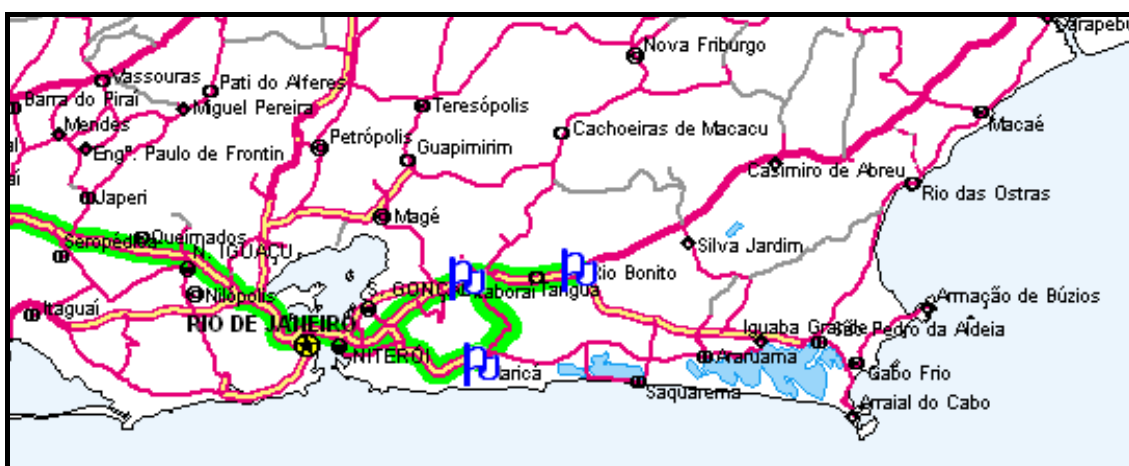 Carapebu
Nova Friburgo
Vassouras
Pati do Alferes
Barra do Piraí
Miguel Pereira
Teresópolis
Macaé
Mendes
Cachoeiras de Macacu
Petrópolis
Engº. Paulo de Frontin
Guapimirim
Casimiro de Abreu
Japeri
Rio das Ostras
Magé
Seropédica
Queimados
Silva Jardim
N. IGUAÇU
Rio Bonito
Nilópolis
S. GONÇAL
Itaboraí
Tanguá
Itaguaí
Armação de Búzios
RIO DE JANEIRO
Iguaba Grande
São Pedro da Aldeia
NITERÓI
Araruama
Maricá
Cabo Frio
Saquarema
Arraial do Cabo